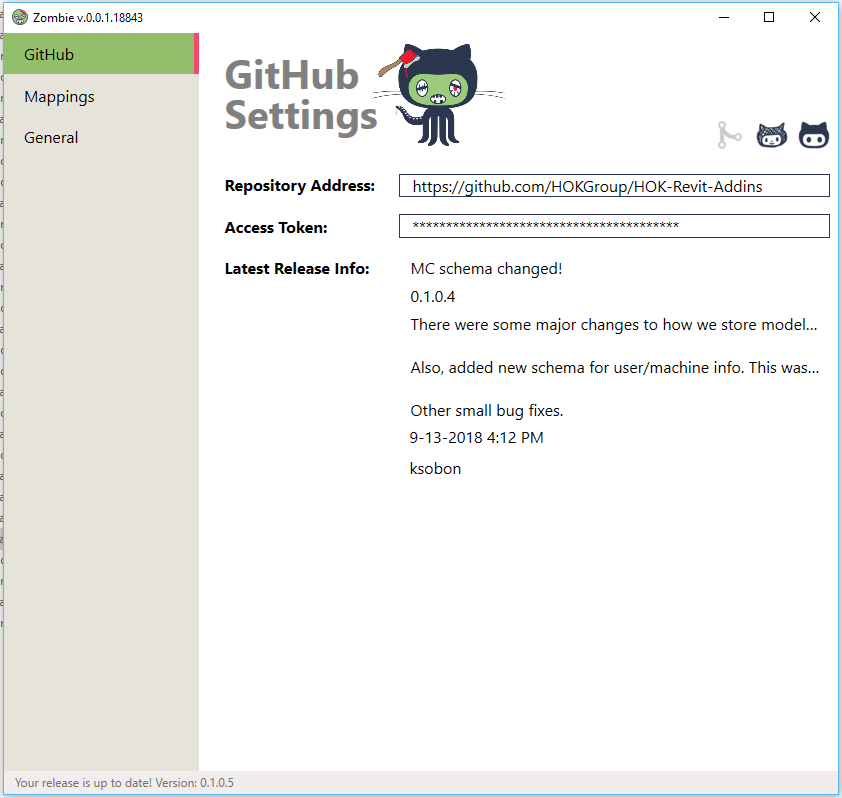 Zombie v.0.0.1.18843
GitHub
Mappings
General
GitHub
Settings
Repository Address: https://github.com/HOKGroup/HOK-Revit-Addins
Access Token: ****************************************
Latest Release Info: MC schema changed!
0.1.0.4
There were some major changes to how we store model...
Also, added new schema for user/machine info. This was...
Other small bug fixes.
9-13-2018 4:12 PM
ksobon
Your release is up to date! Version: 0.1.0.5